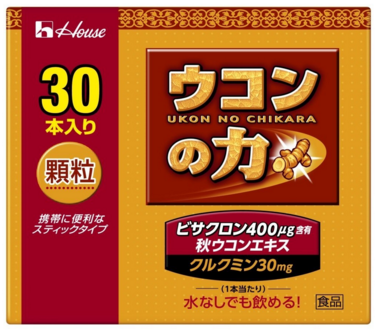 House
30
本入り
顆粒
携帯に便利な
スティックタイプ
ウコン
UKON NO CHIKARA
の力
ビサクロン400μg含有
秋ウコンエキス
クルクミン30mg
(1本当たり)
水なしでも飲める!
食品